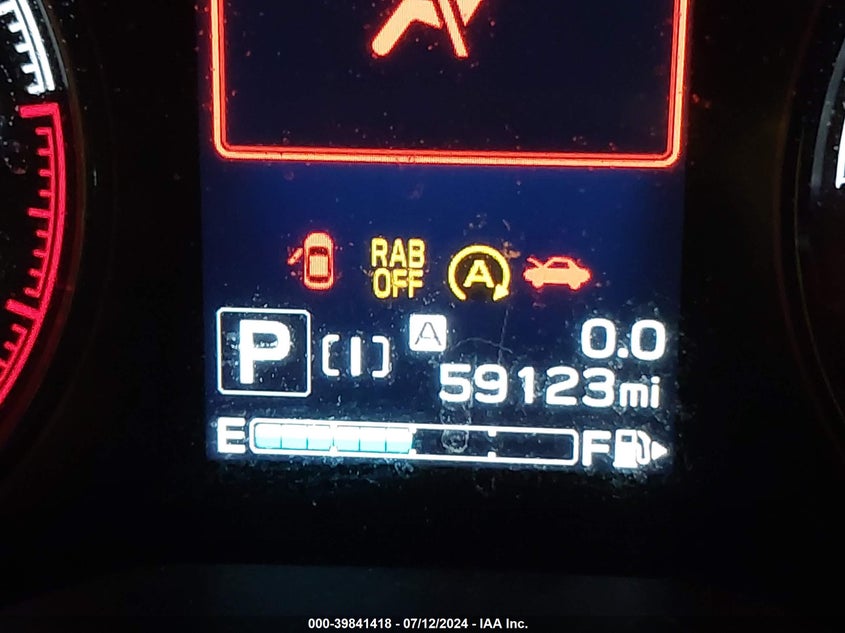 RAB
OFF
A
P [I] A 0.0
59123mi
E F
000-39841418 - 07/12/2024 - IAA Inc.